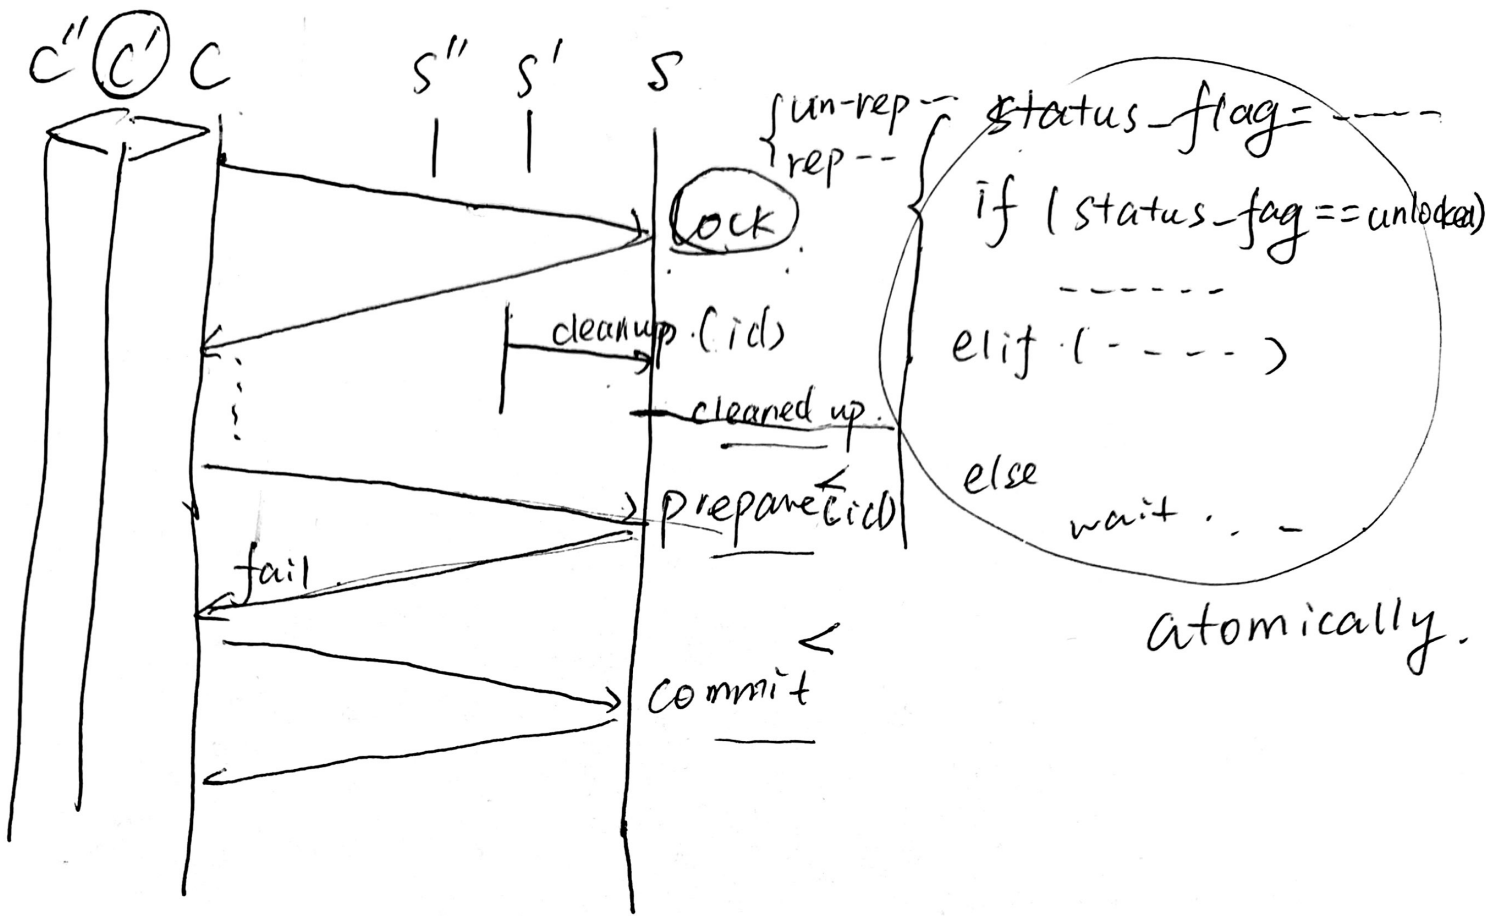 C" C' C S" S' S
un-rep --
rep --
status_flag = ----
lock
if (status_fag == unlocked)
------
cleanup. (id)
elif (----)
cleaned up.
else
prepare (id)
wait . . -
fail
atomically.
commit